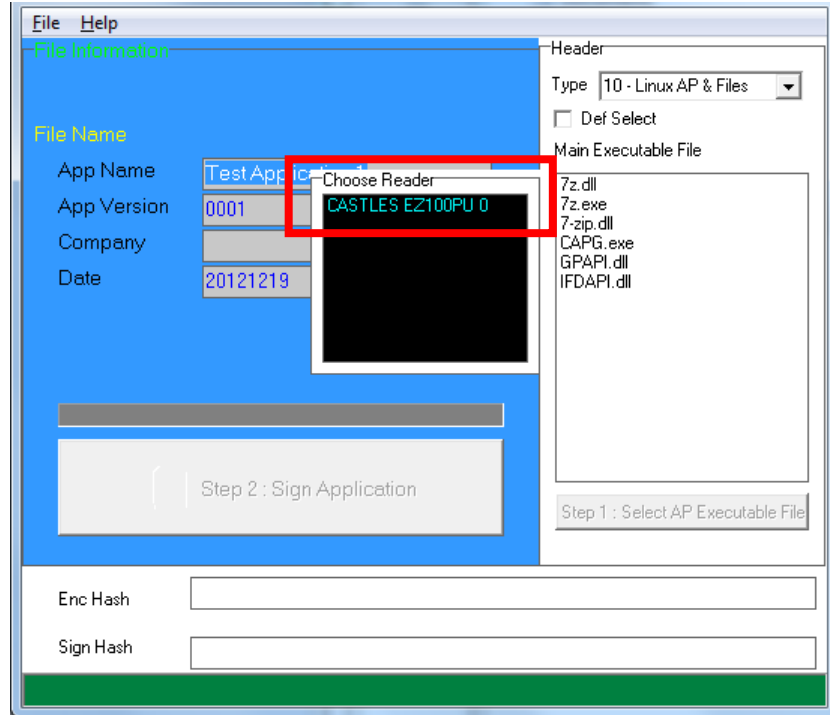 File Help
File Information
File Name
App Name
Test Application 1
App Version
0001
Company
Date
20121219
Choose Reader
CASTLES EZ100PU 0
Step 2 : Sign Application
Header
Type
10 - Linux AP & Files
Def Select
Main Executable File
7z.dll
7z.exe
7-zip.dll
CAPG.exe
GPAPI.dll
IFDAPI.dll
Step 1 : Select AP Executable File
Enc Hash
Sign Hash